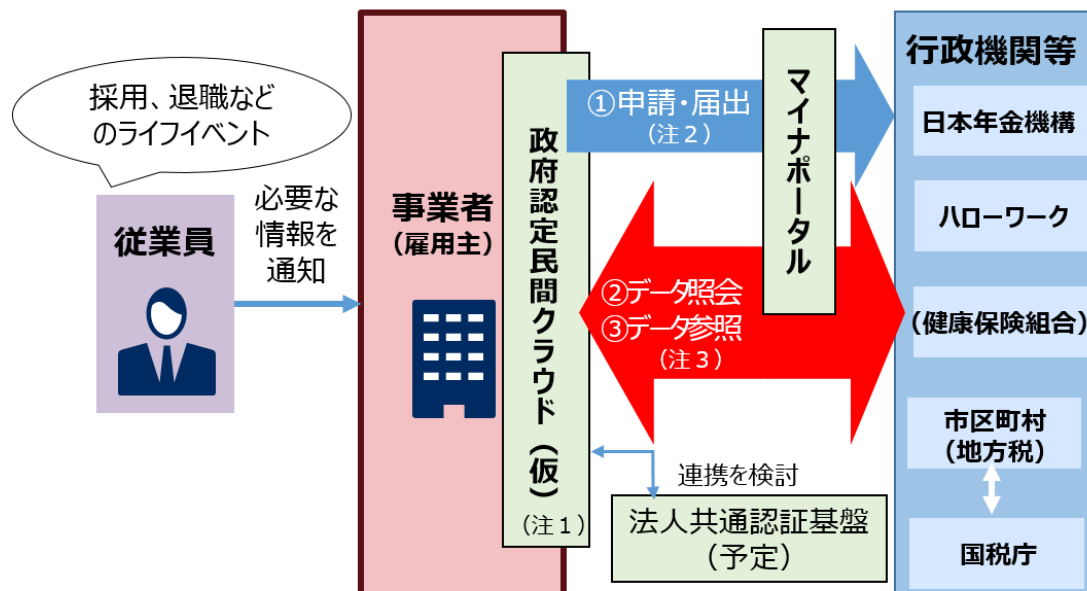 採用、退職など
のライフイベント
従業員
必要な
情報を
通知
事業者
(雇用主)
政府認定民間クラウド(仮)
(注1)
①申請・届出
(注2)
マイナポータル
②データ照会
③データ参照
(注3)
連携を検討
法人共通認証基盤
(予定)
行政機関等
日本年金機構
ハローワーク
(健康保険組合)
市区町村
(地方税)
国税庁